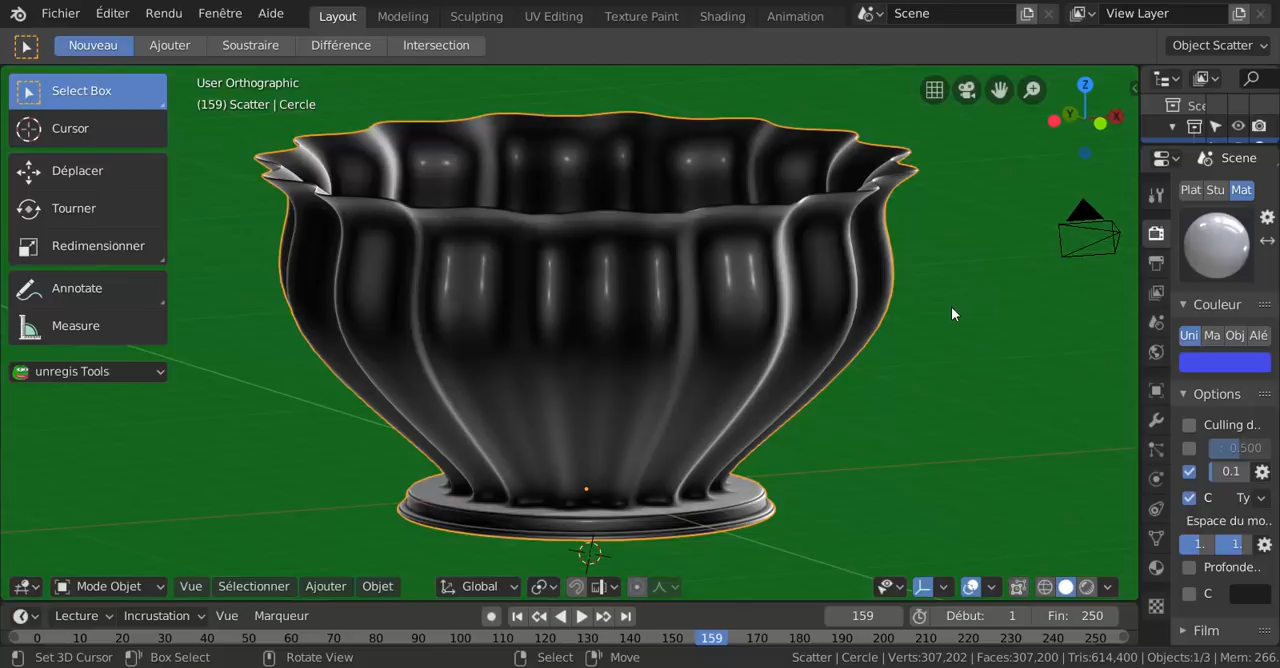 Fichier Éditer Rendu Fenêtre Aide Layout Modeling Sculpting UV Editing Texture Paint Shading Animation Scene View Layer
Nouveau Ajouter Soustraire Différence Intersection Object Scatter
Select Box
Cursor
Déplacer
Tourner
Redimensionner
Annotate
Measure
unregis Tools
User Orthographic
(159) Scatter | Cercle
Z
Y
X
Sce
Scene
Plat Stu Mat
Couleur
Uni Ma Obj Alé
Options
Culling d..
0.500
0.1
C Ty
Espace du mo..
1. 1.
Profonde..
C
Film
Mode Objet Vue Sélectionner Ajouter Objet Global
Lecture Incrustation Vue Marqueur 159 Début: 1 Fin: 250
0 10 20 30 40 50 60 70 80 90 100 110 120 130 140 150 159 170 180 190 200 210 220 230 240 250
Set 3D Cursor Box Select Rotate View Select Move Scatter | Cercle | Verts:307,202 | Faces:307,200 | Tris:614,400 | Objects:1/3 | Mem: 266.